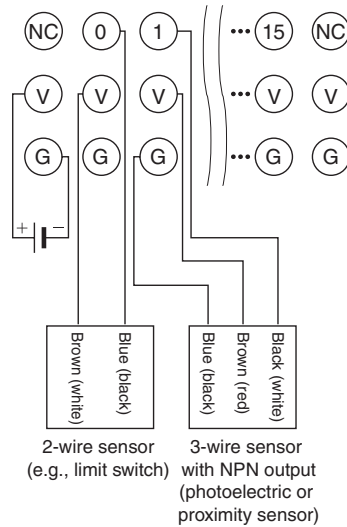 NC 0 1 ••• 15 NC
V V V ••• V V
G G G ••• G G
+ −
Brown (white)
Blue (black)
Blue (black)
Brown (red)
Black (white)
2-wire sensor
(e.g., limit switch)
3-wire sensor
with NPN output
(photoelectric or
proximity sensor)